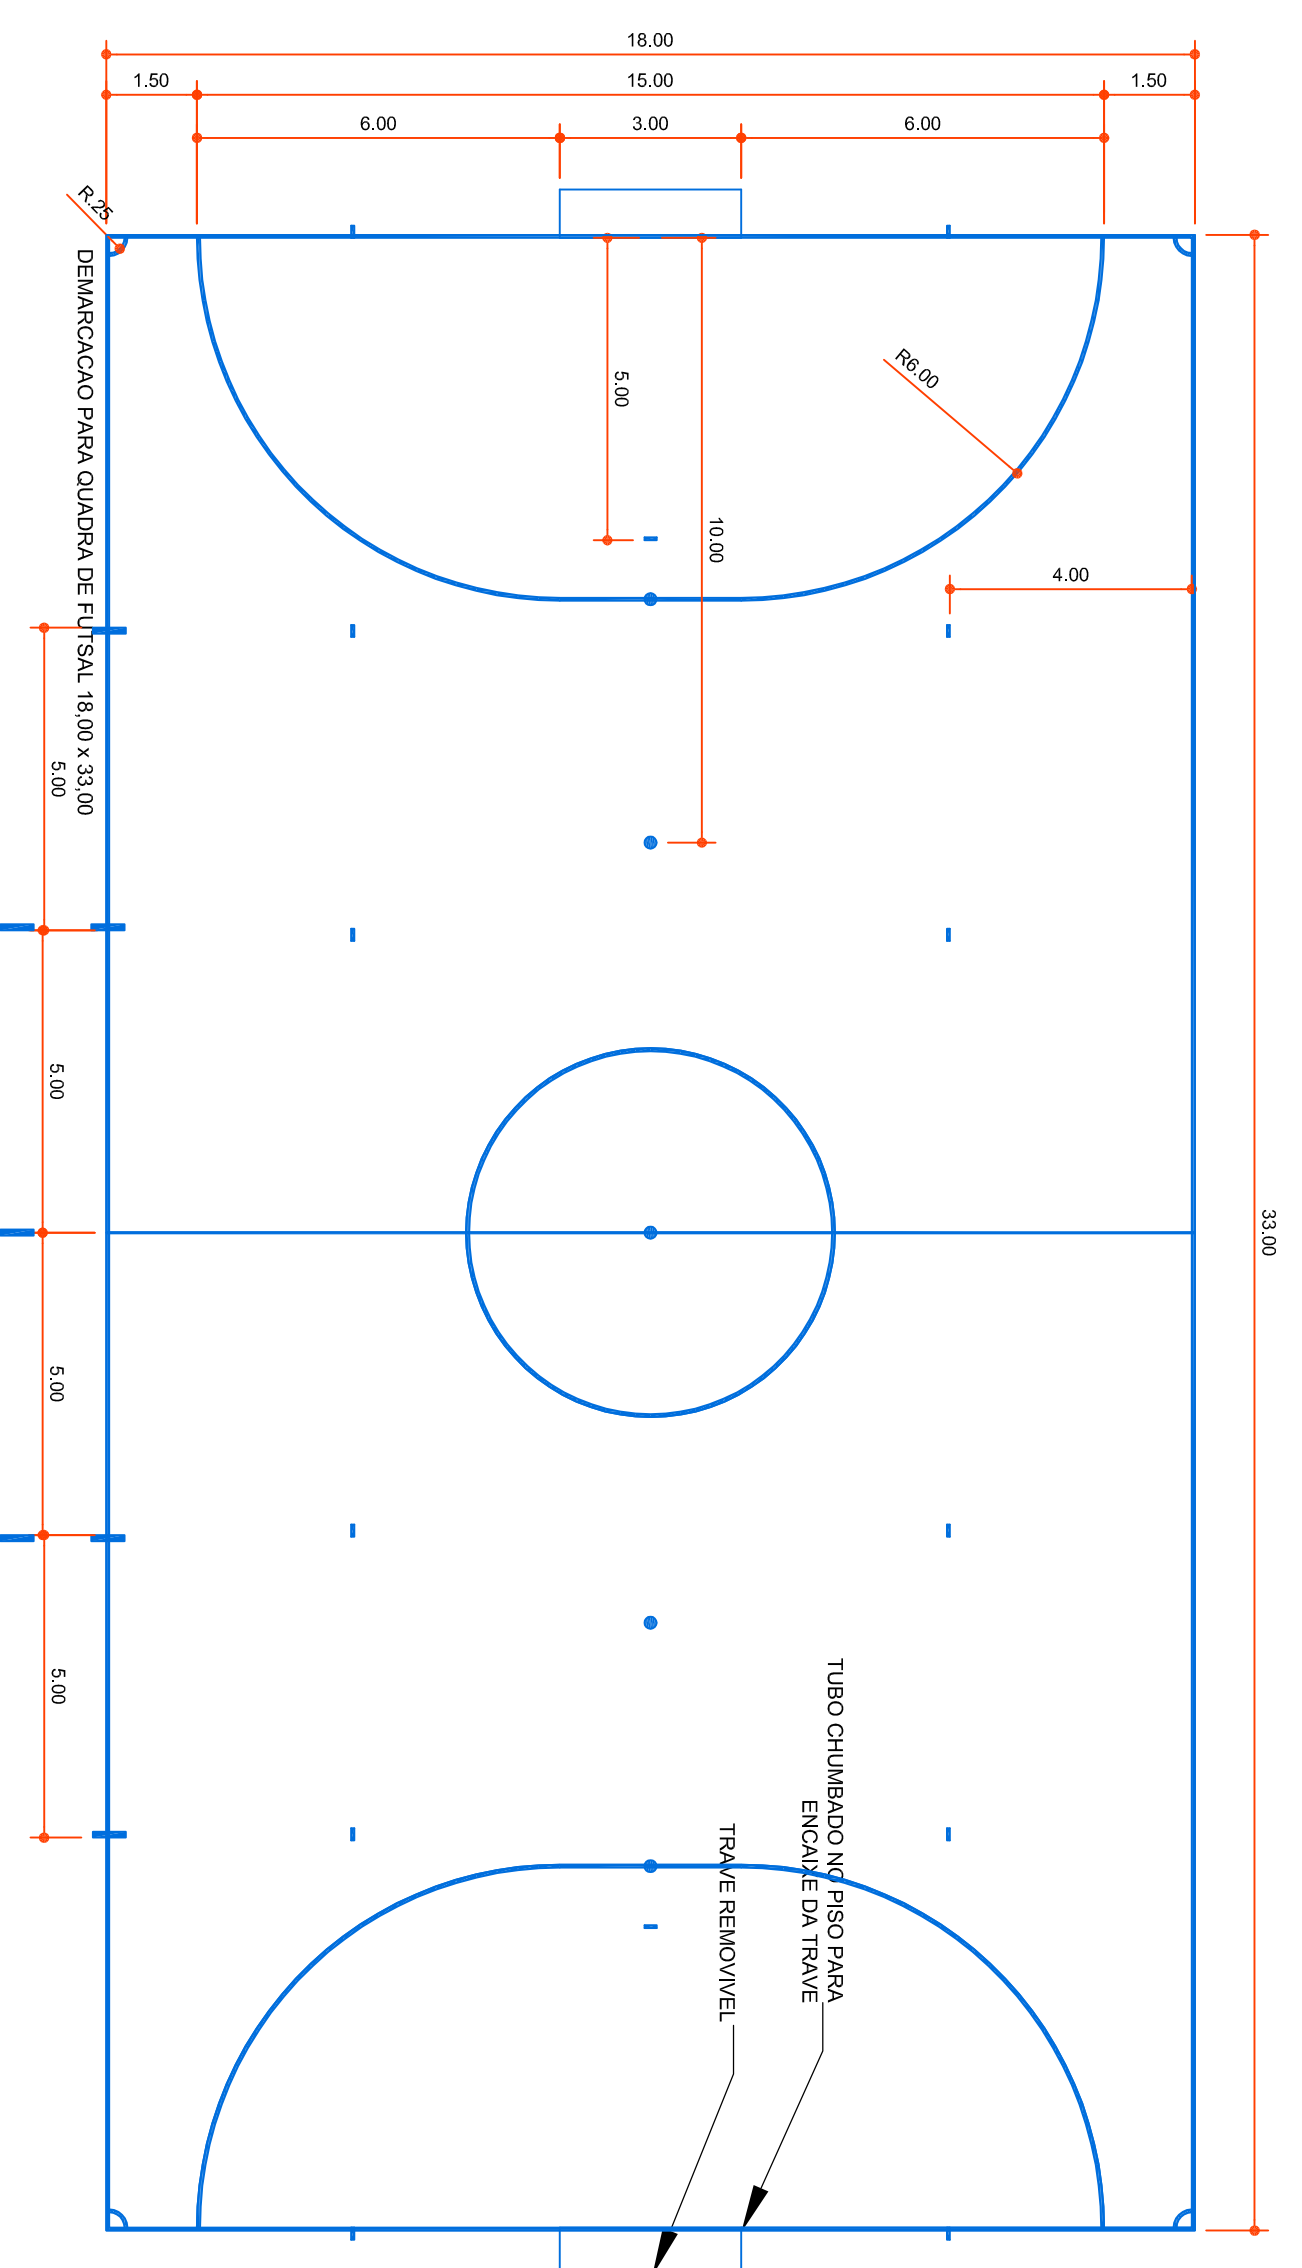 18.00
1.50
15.00
1.50
6.00
3.00
6.00
R.25
DEMARCACAO PARA QUADRA DE FUTSAL 18,00 x 33,00
R6.00
5.00
10.00
4.00
5.00
5.00
33.00
5.00
5.00
TUBO CHUMBADO NO PISO PARA
ENCAIXE DA TRAVE
TRAVE REMOVIVEL